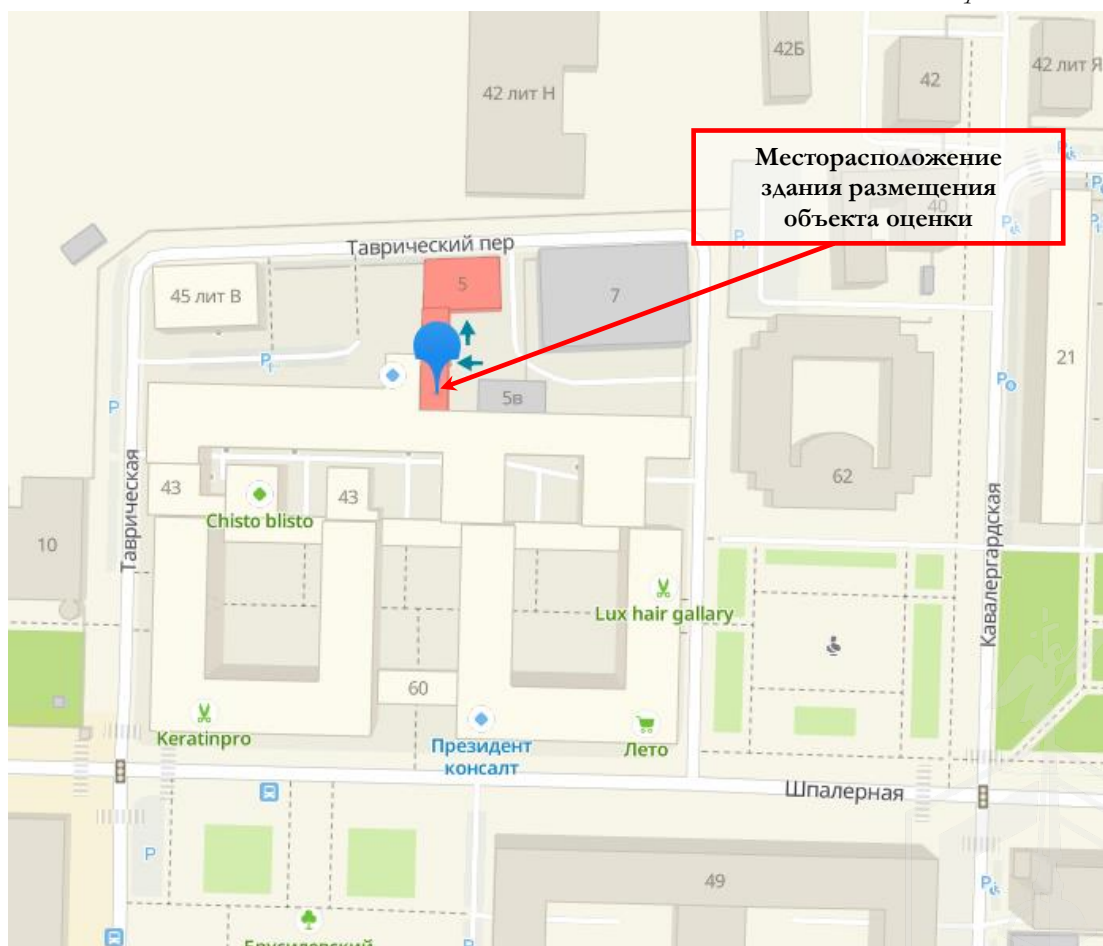 42Б
42 лит Н
42
42 лит Я
Месторасположение
здания размещения
объекта оценки
40
Таврический пер
45 лит В
5
7
5в
21
Р
Р
43
43
62
Chisto blisto
10
Таврическая
Кавалергардская
Lux hair gallary
60
Keratinpro
Президент
консалт
Лето
Шпалерная
Р
49
Р